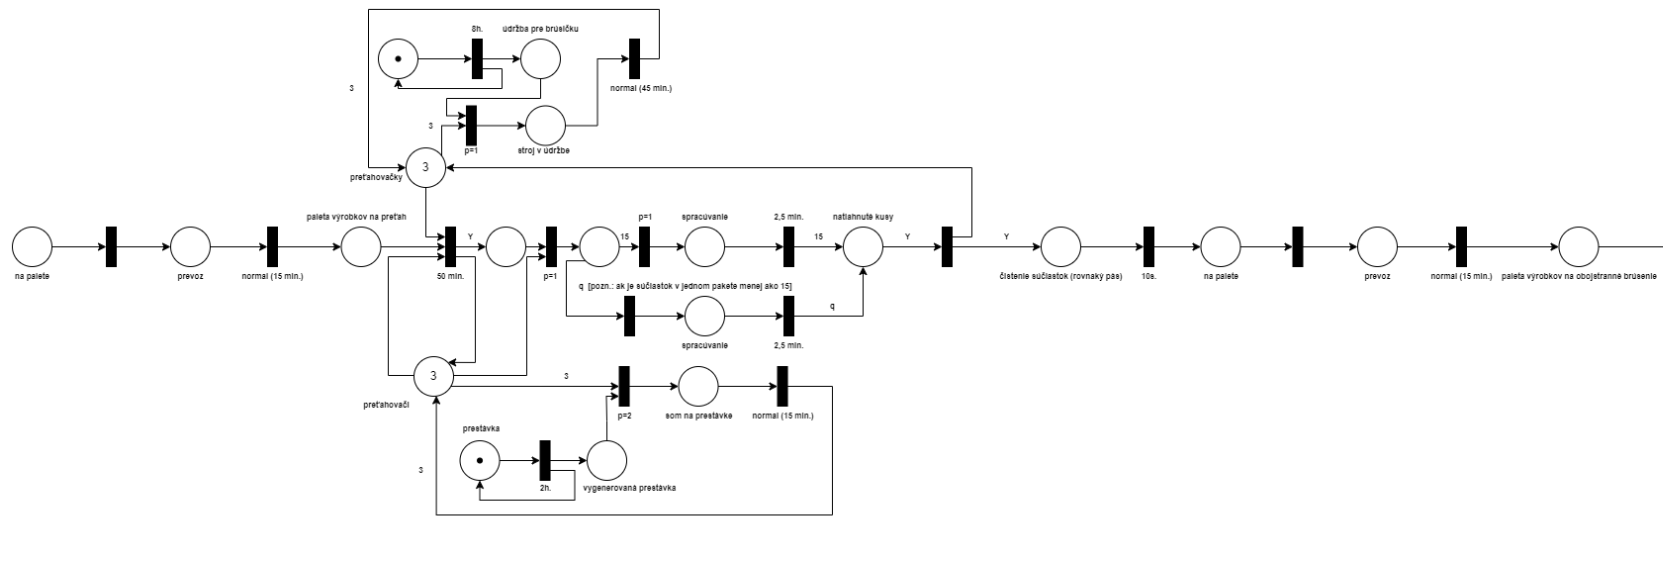 8h.
údržba pre brúsičku
3
normal (45 min.)
3
p=1
stroj v údržbe
3
preťahovačky
paleta výrobkov na preťah
p=1
spracúvanie
2,5 min.
natiahnuté kusy
Y
15
15
Y
Y
na palete
prevoz
normal (15 min.)
50 min.
p=1
čistenie súčiastok (rovnaký pás)
10s.
na palete
prevoz
normal (15 min.)
paleta výrobkov na obojstranné brúsenie
q [pozn.: ak je súčiastok v jednom pakete menej ako 15]
q
spracúvanie
2,5 min.
3
3
preťahovači
p=2
som na prestávke
normal (15 min.)
prestávka
3
2h.
vygenerovaná prestávka